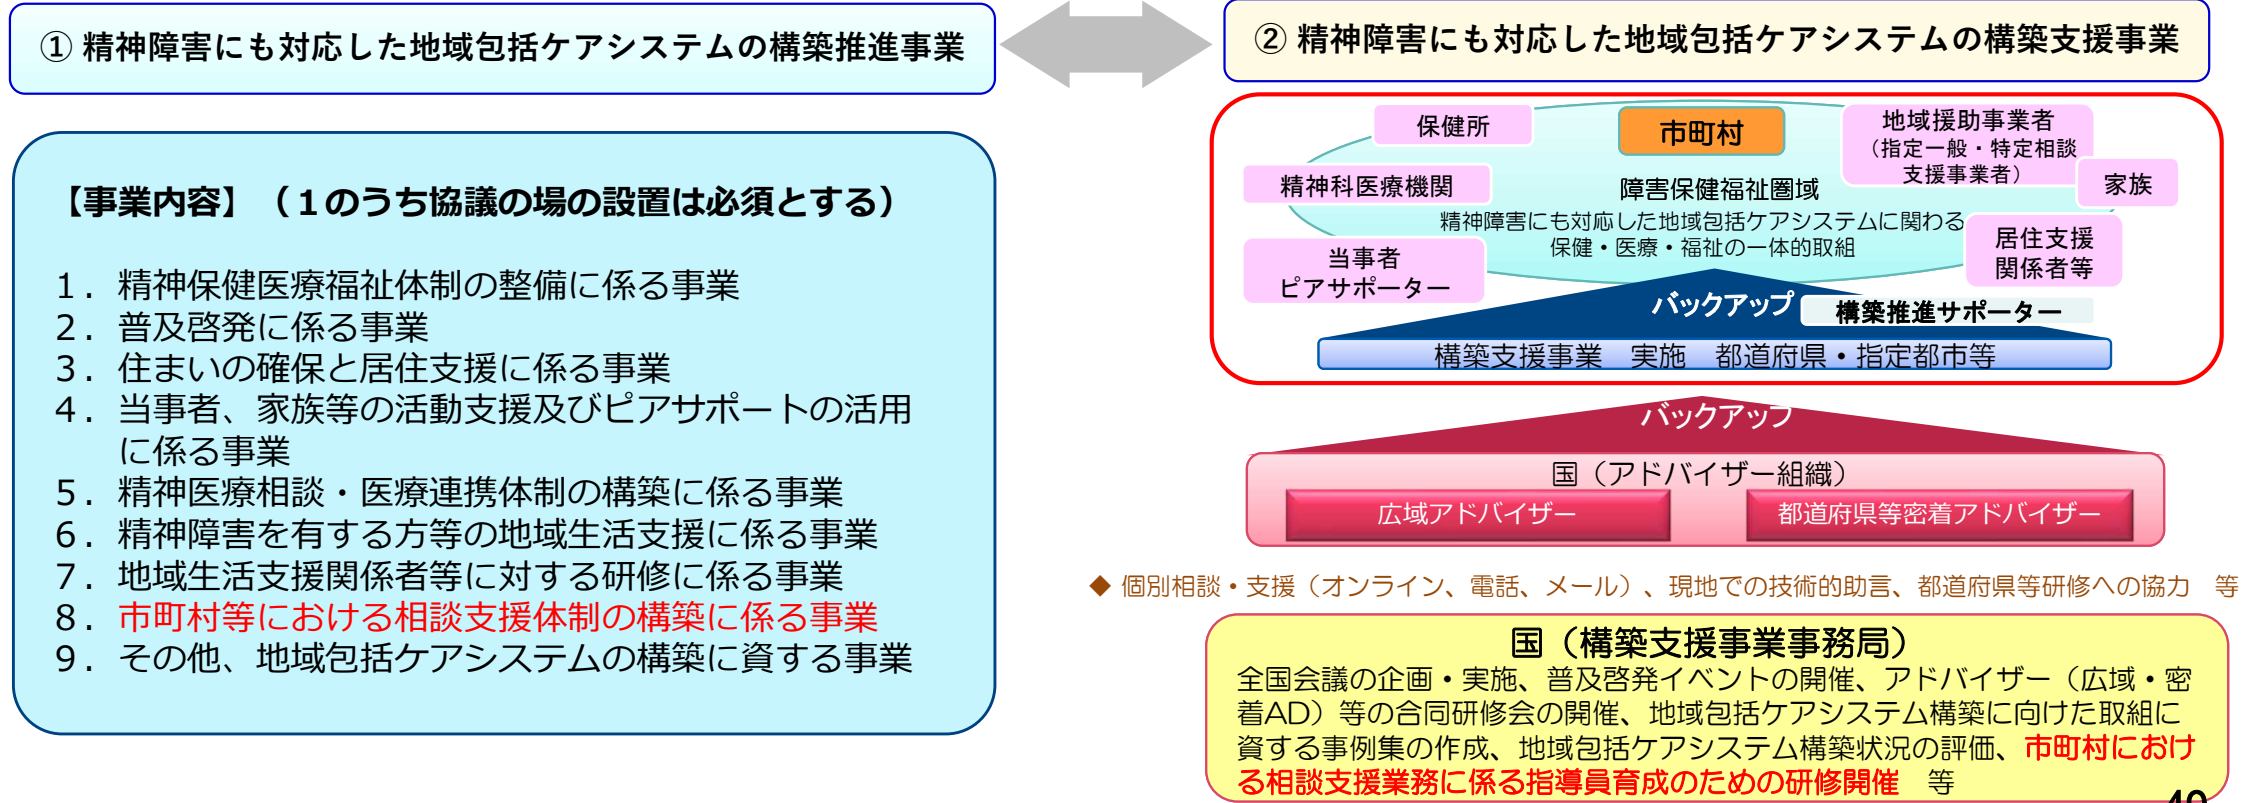 ① 精神障害にも対応した地域包括ケアシステムの構築推進事業
【事業内容】（１のうち協議の場の設置は必須とする）
１．精神保健医療福祉体制の整備に係る事業
２．普及啓発に係る事業
３．住まいの確保と居住支援に係る事業
４．当事者、家族等の活動支援及びピアサポートの活用
に係る事業
５．精神医療相談・医療連携体制の構築に係る事業
６．精神障害を有する方等の地域生活支援に係る事業
７．地域生活支援関係者等に対する研修に係る事業
８．市町村等における相談支援体制の構築に係る事業
９．その他、地域包括ケアシステムの構築に資する事業
② 精神障害にも対応した地域包括ケアシステムの構築支援事業
保健所
市町村
地域援助事業者
（指定一般・特定相談
支援事業者）
精神科医療機関
家族
障害保健福祉圏域
精神障害にも対応した地域包括ケアシステムに関わる
保健・医療・福祉の一体的取組
居住支援
関係者等
当事者
ピアサポーター
バックアップ
構築推進サポーター
構築支援事業　実施　都道府県・指定都市等
バックアップ
国（アドバイザー組織）
広域アドバイザー
都道府県等密着アドバイザー
◆ 個別相談・支援（オンライン、電話、メール）、現地での技術的助言、都道府県等研修への協力　等
国（構築支援事業事務局）
全国会議の企画・実施、普及啓発イベントの開催、アドバイザー（広域・密
着AD）等の合同研修会の開催、地域包括ケアシステム構築に向けた取組に
資する事例集の作成、地域包括ケアシステム構築状況の評価、市町村におけ
る相談支援業務に係る指導員育成のための研修開催　等